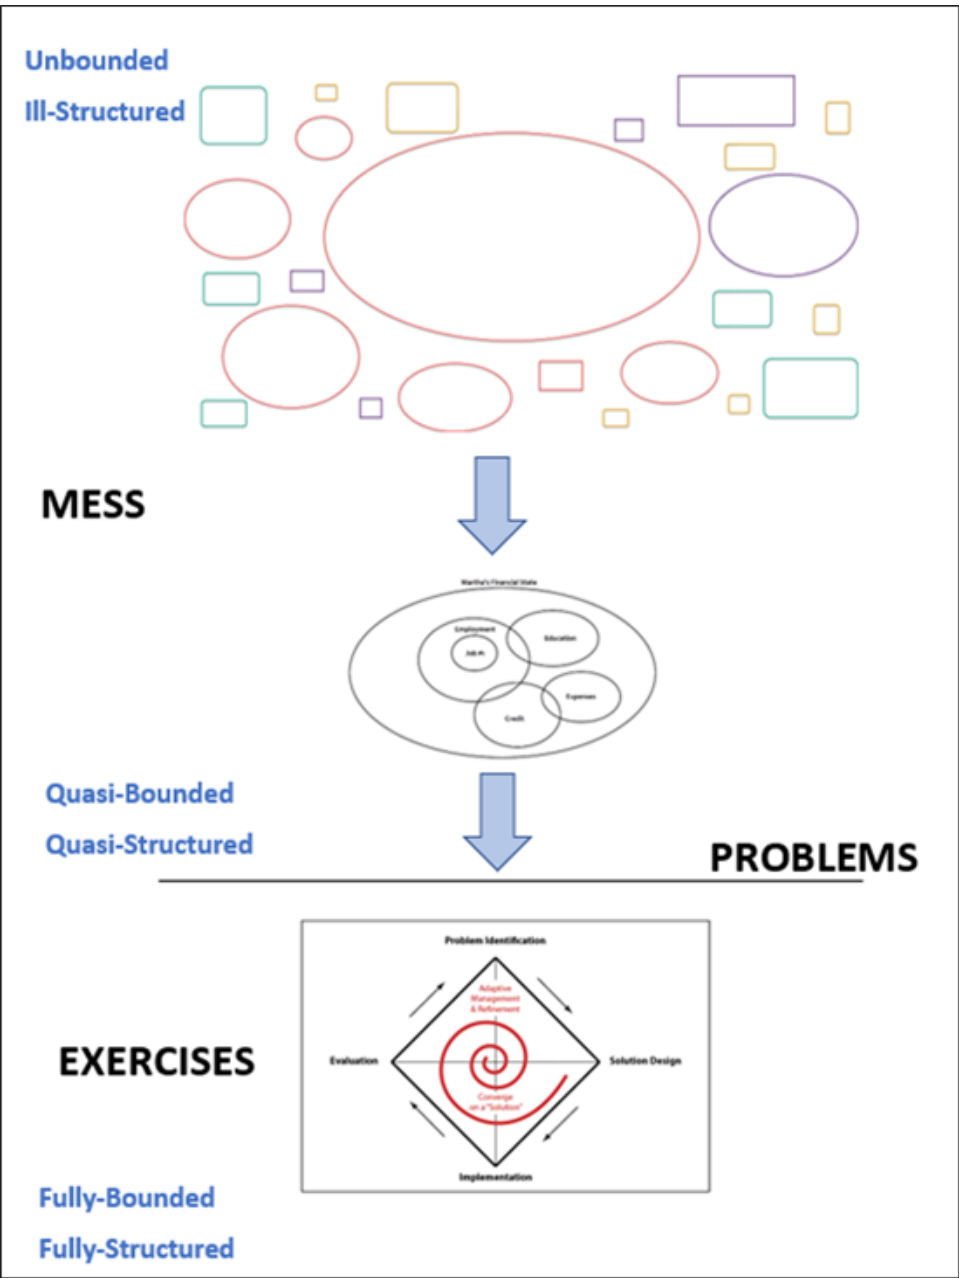 Unbounded
Ill-Structured
MESS
Martha's Financial State
Employment
Job #1
Education
Expenses
Credit
Quasi-Bounded
Quasi-Structured
PROBLEMS
Problem Identification
Adaptive
Management
& Refinement
Evaluation
Solution Design
EXERCISES
Converge
on a "Solution"
Implementation
Fully-Bounded
Fully-Structured